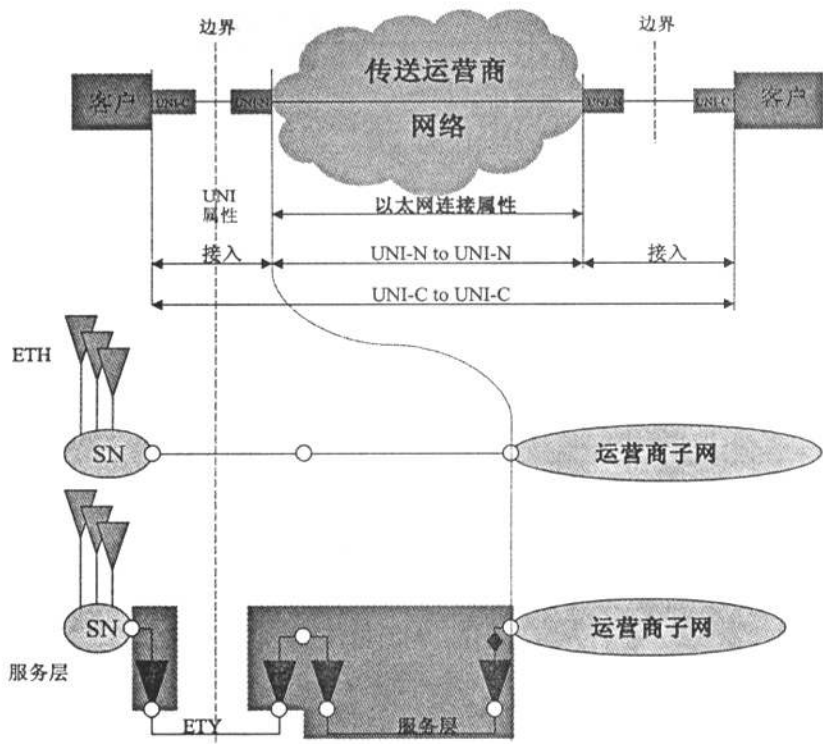 边界
边界
传送运营商
客户
UNI-C
UNI-N
UNI-N
UNI-C
客户
网络
UNI
属性
以太网连接属性
接入
UNI-N to UNI-N
接入
UNI-C to UNI-C
ETH
SN
运营商子网
SN
运营商子网
服务层
ETY
服务层